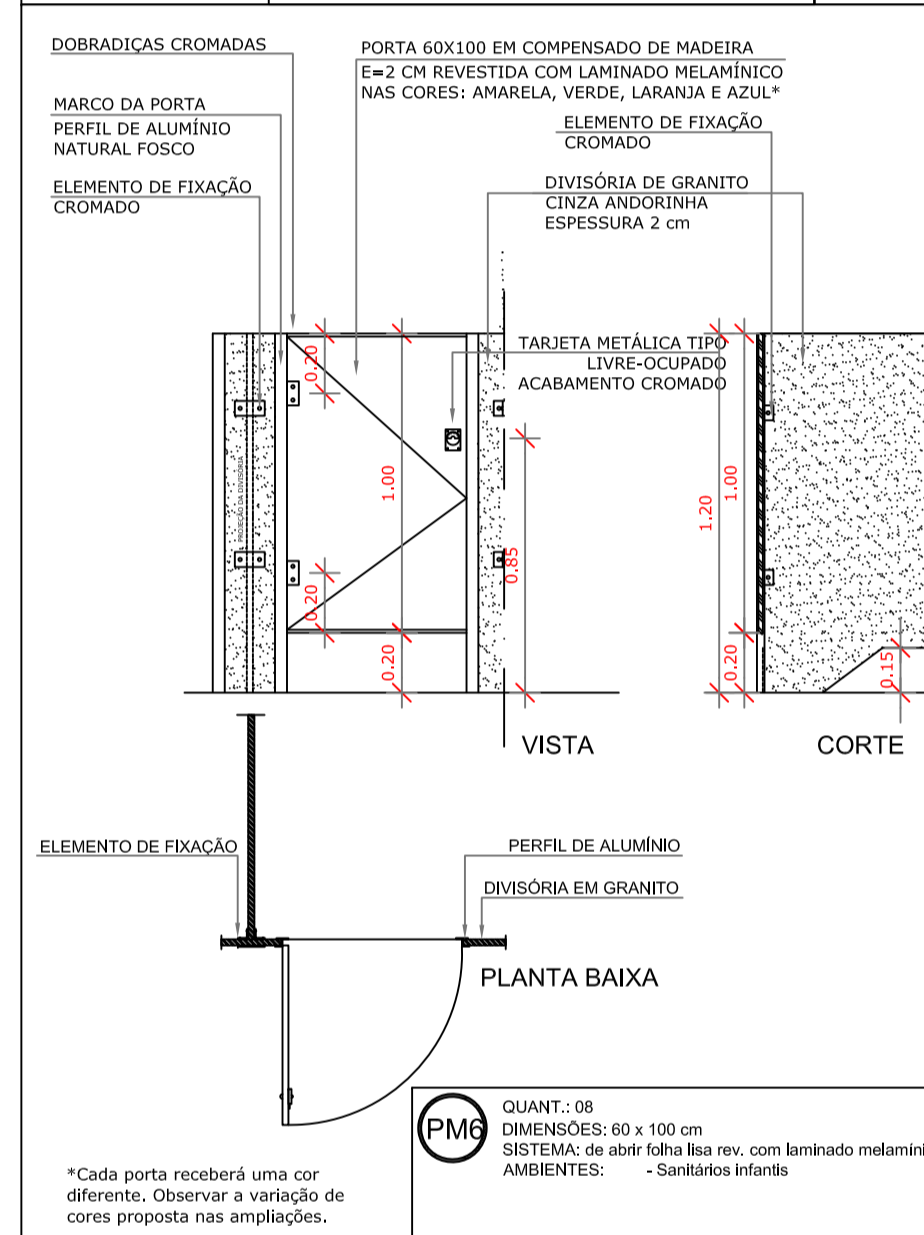 DOBRADIÇAS CROMADAS
PORTA 60X100 EM COMPENSADO DE MADEIRA
E=2 CM REVESTIDA COM LAMINADO MELAMÍNICO
NAS CORES: AMARELA, VERDE, LARANJA E AZUL*
MARCO DA PORTA
PERFIL DE ALUMÍNIO
NATURAL FOSCO
ELEMENTO DE FIXAÇÃO
CROMADO
ELEMENTO DE FIXAÇÃO
CROMADO
DIVISÓRIA DE GRANITO
CINZA ANDORINHA
ESPESSURA 2 cm
TARJETA METÁLICA TIPO
LIVRE-OCUPADO
ACABAMENTO CROMADO
0.20
1.00
PROJEÇÃO DA DIVISÓRIA
0.85
0.20
0.20
1.20
1.00
0.20
0.15
VISTA
CORTE
ELEMENTO DE FIXAÇÃO
PERFIL DE ALUMÍNIO
DIVISÓRIA EM GRANITO
PLANTA BAIXA
PM6
QUANT.: 08
DIMENSÕES: 60 x 100 cm
SISTEMA: de abrir folha lisa rev. com laminado melamíni
AMBIENTES: - Sanitários infantis
*Cada porta receberá uma cor
diferente. Observar a variação de
cores proposta nas ampliações.